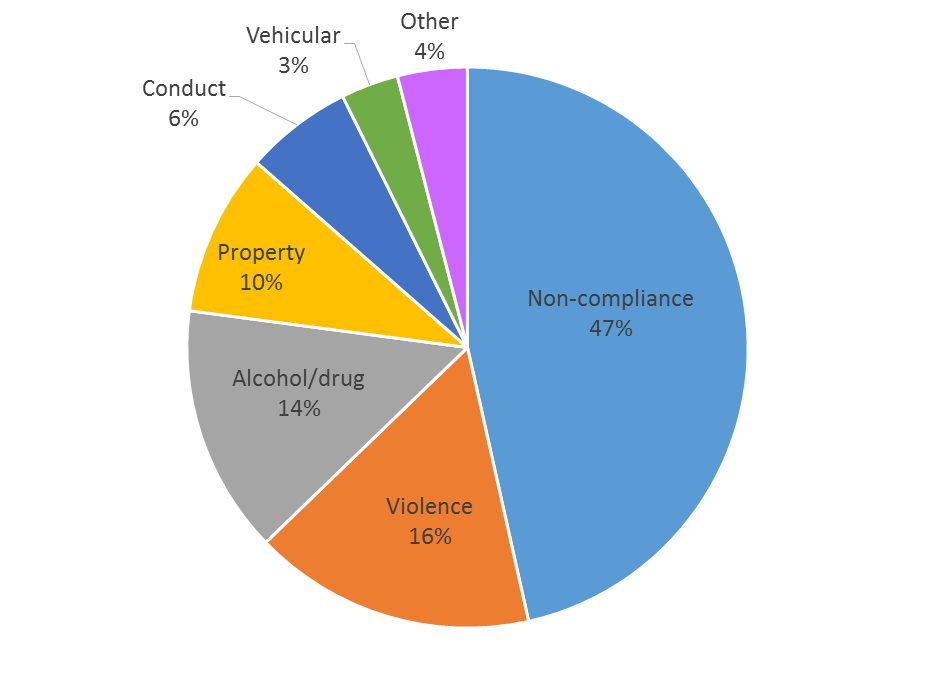 Other
4%
Vehicular
3%
Conduct
6%
Property
10%
Non-compliance
47%
Alcohol/drug
14%
Violence
16%